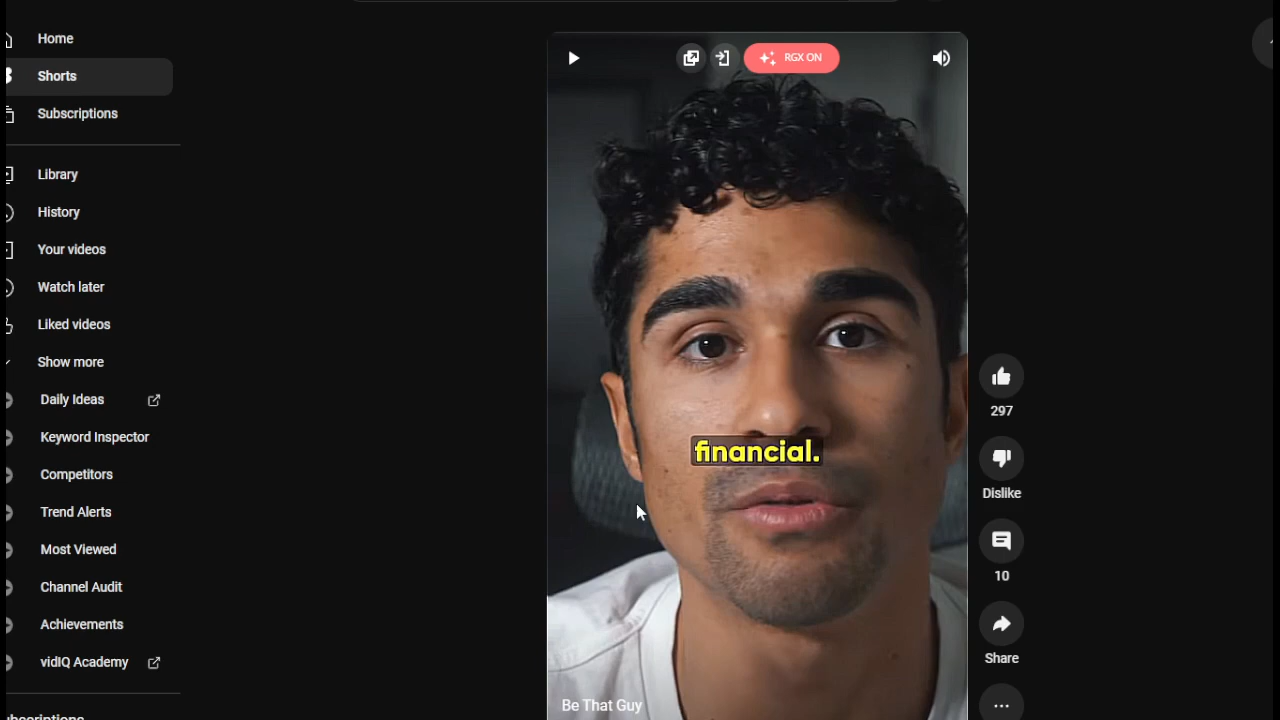 Home
Shorts
Subscriptions
Library
History
Your videos
Watch later
Liked videos
Show more
Daily Ideas
Keyword Inspector
Competitors
Trend Alerts
Most Viewed
Channel Audit
Achievements
vidIQ Academy
RGX ON
financial.
Be That Guy
297
Dislike
10
Share